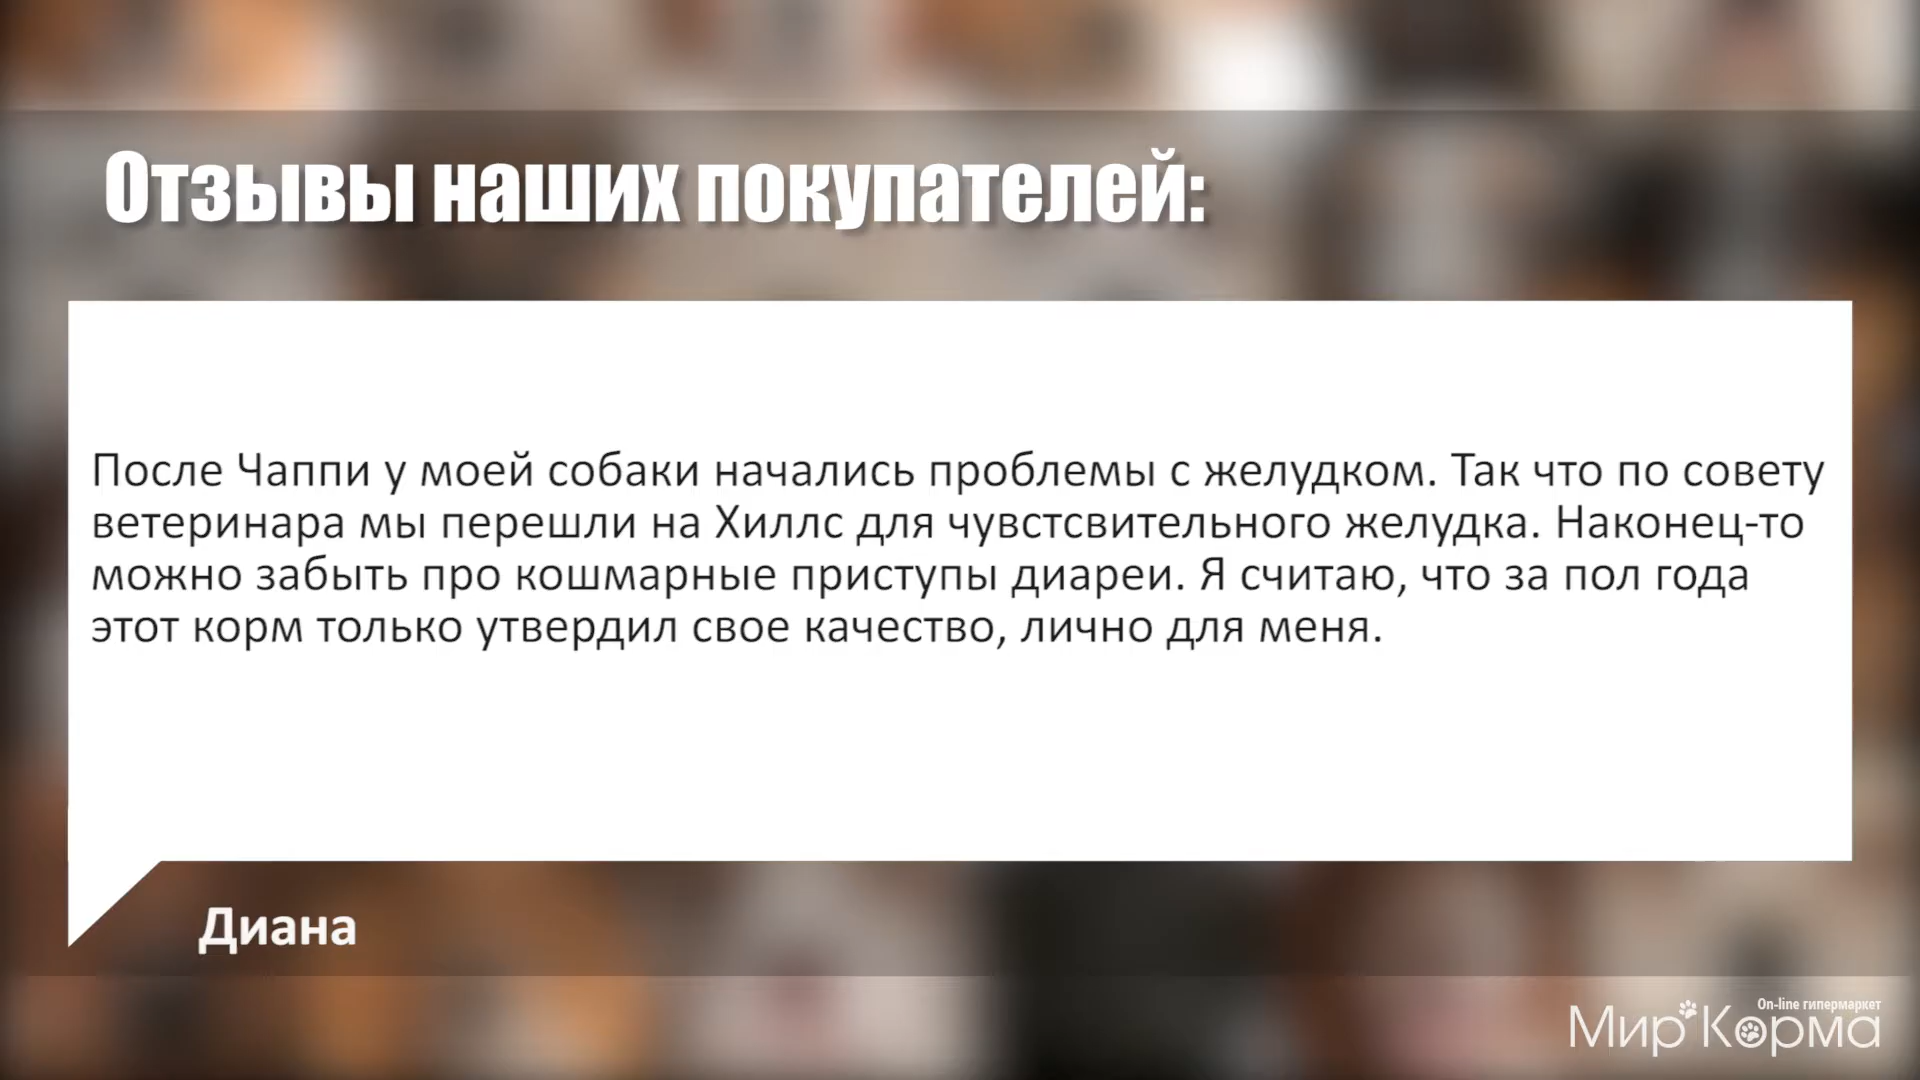 Отзывы наших покупателей:
После Чаппи у моей собаки начались проблемы с желудком. Так что по совету
ветеринара мы перешли на Хиллс для чувстсвительного желудка. Наконец-то
можно забыть про кошмарные приступы диареи. Я считаю, что за пол года
этот корм только утвердил свое качество, лично для меня.
Диана
On-line гипермаркет
Мир Корма